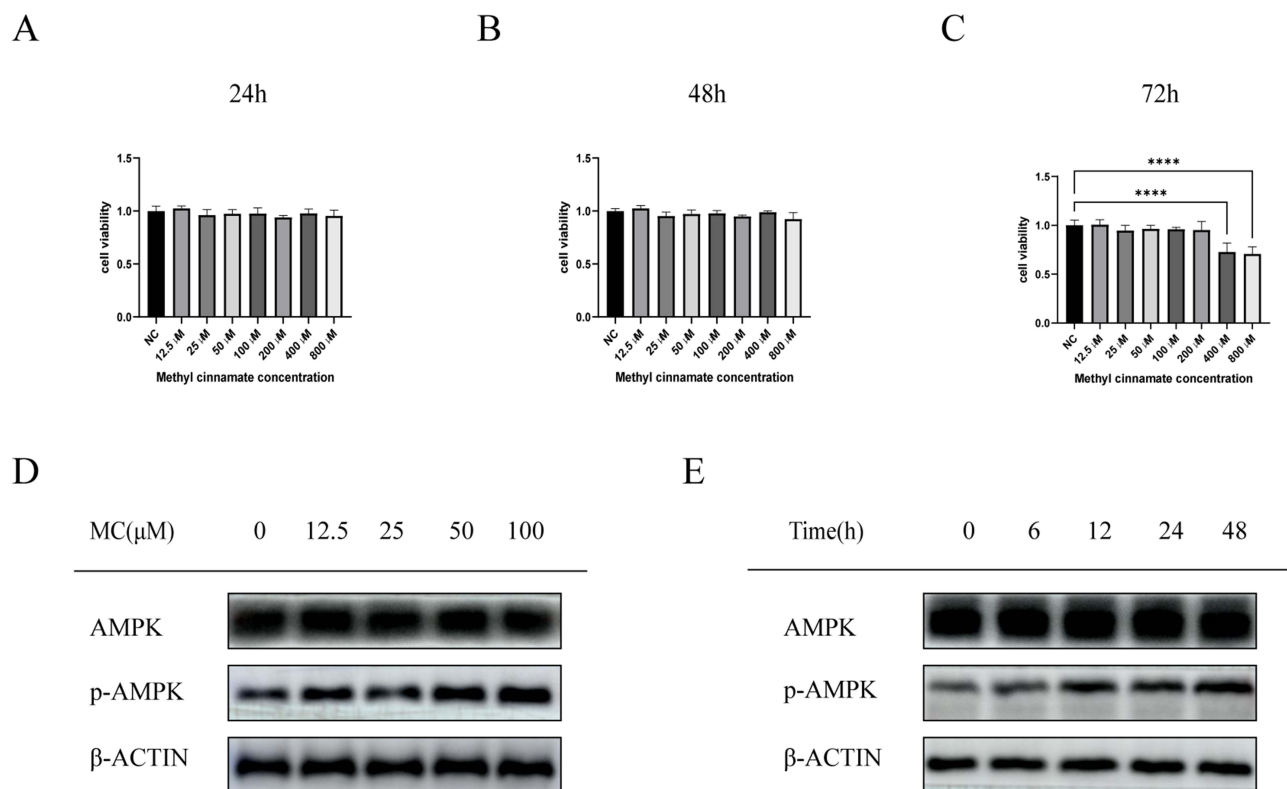 A
B
C
24h
48h
72h
1.5
1.0
0.5
0.0
cell viability
NC
12.5 μM
25 μM
50 μM
100 μM
200 μM
400 μM
800 μM
Methyl cinnamate concentration
1.5
1.0
0.5
0.0
cell viability
NC
12.5 μM
25 μM
50 μM
100 μM
200 μM
400 μM
800 μM
Methyl cinnamate concentration
****
****
1.5
1.0
0.5
0.0
cell viability
NC
12.5 μM
25 μM
50 μM
100 μM
200 μM
400 μM
800 μM
Methyl cinnamate concentration
D
MC(μM) 0 12.5 25 50 100
AMPK
p-AMPK
β-ACTIN
E
Time(h) 0 6 12 24 48
AMPK
p-AMPK
β-ACTIN